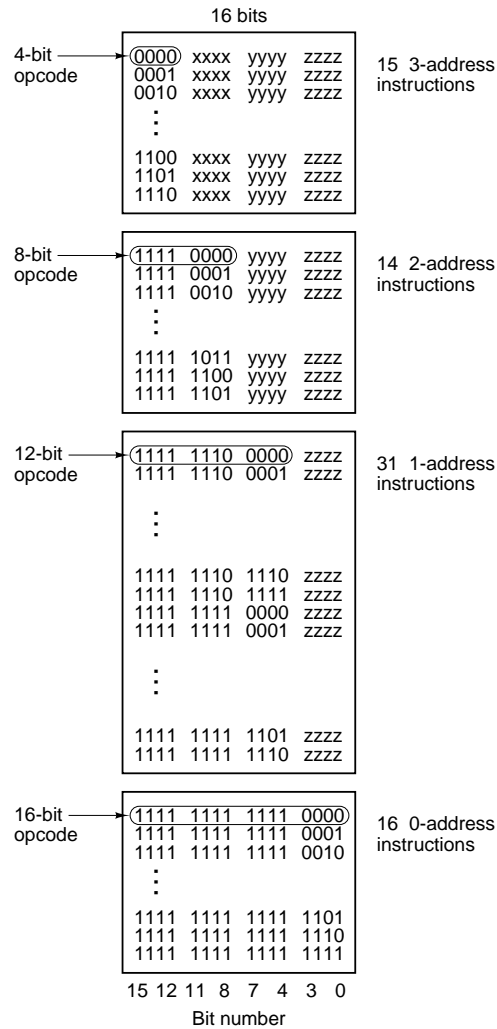 16 bits
4-bit
opcode
0000 xxxx yyyy zzzz
0001 xxxx yyyy zzzz
0010 xxxx yyyy zzzz
⋮
1100 xxxx yyyy zzzz
1101 xxxx yyyy zzzz
1110 xxxx yyyy zzzz
15 3-address
instructions
8-bit
opcode
1111 0000 yyyy zzzz
1111 0001 yyyy zzzz
1111 0010 yyyy zzzz
⋮
1111 1011 yyyy zzzz
1111 1100 yyyy zzzz
1111 1101 yyyy zzzz
14 2-address
instructions
12-bit
opcode
1111 1110 0000 zzzz
1111 1110 0001 zzzz
⋮
1111 1110 1110 zzzz
1111 1110 1111 zzzz
1111 1111 0000 zzzz
1111 1111 0001 zzzz
⋮
1111 1111 1101 zzzz
1111 1111 1110 zzzz
31 1-address
instructions
16-bit
opcode
1111 1111 1111 0000
1111 1111 1111 0001
1111 1111 1111 0010
⋮
1111 1111 1111 1101
1111 1111 1111 1110
1111 1111 1111 1111
16 0-address
instructions
15 12 11 8 7 4 3 0
Bit number